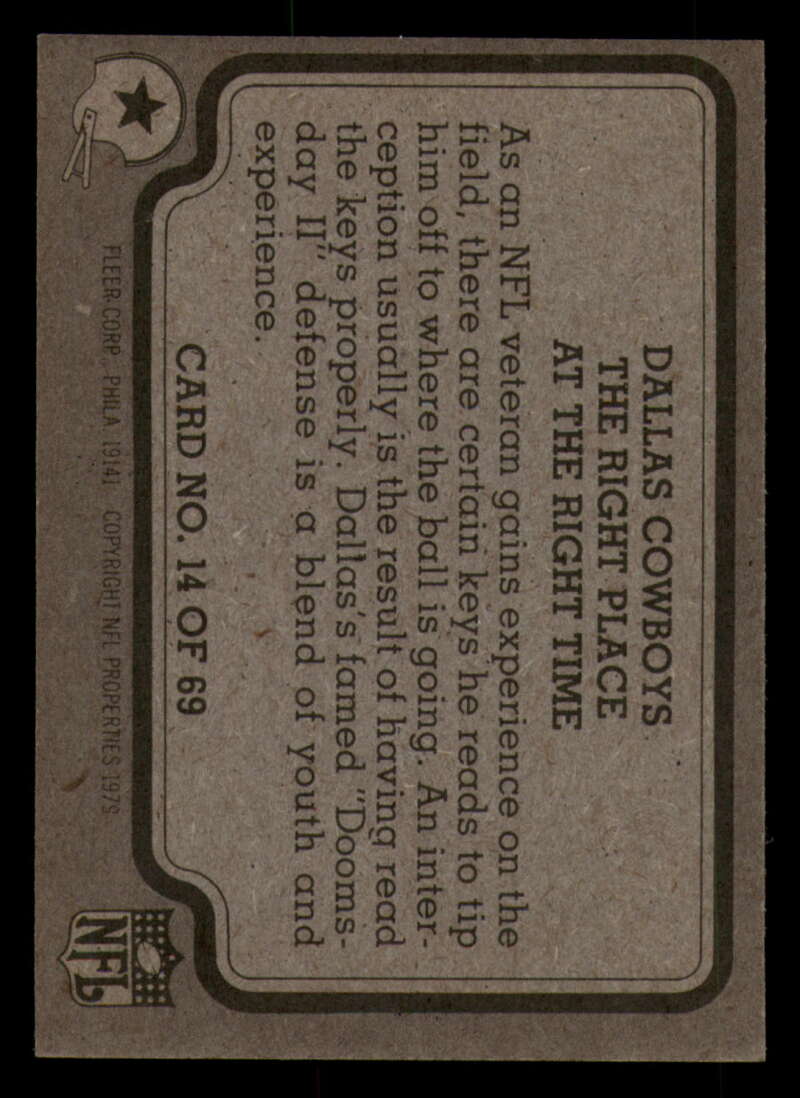 DALLAS COWBOYS
THE RIGHT PLACE
AT THE RIGHT TIME
As an NFL veteran gains experience on the
field, there are certain keys he reads to tip
him off to where the ball is going. An inter-
ception usually is the result of having read
the keys properly. Dallas's famed "Dooms-
day II" defense is a blend of youth and
experience.
CARD NO. 14 OF 69
FLEER CORP., PHILA 19141 COPYRIGHT NFL PROPERTIES 1979
NFL